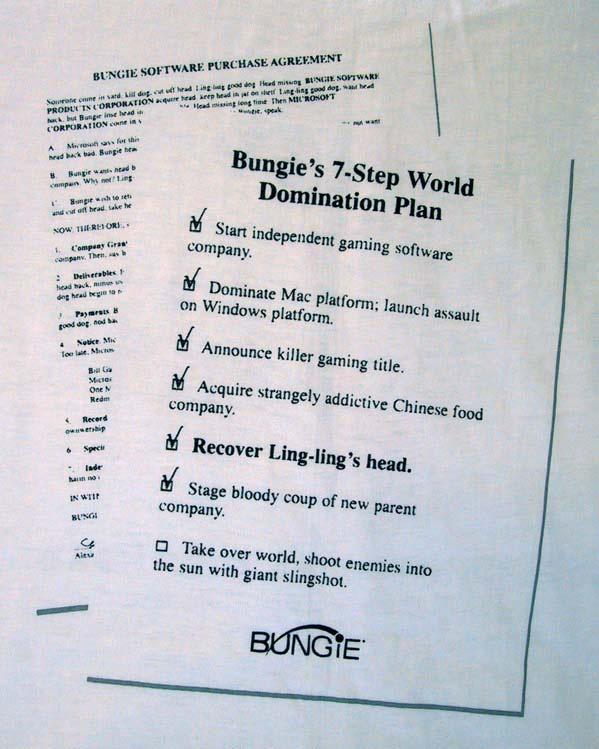 BUNGIE SOFTWARE PURCHASE AGREEMENT
Someone come in yard, kill dog, cut off head. Ling-ling good dog. Head missing. BUNGIE SOFTWARE
PRODUCTS CORPORATION acquire head, keep head in jar on shelf. Ling-ling good dog, want head
back, but Bungie lose head in Head missing long time. Then MICROSOFT
CORPORATION come in Bungie, speak.
not want
A. Microsoft says for this
head back bad. Bungie
B. Bungie wants head
company. Why not? Ling
Bungie wish to
and cut off head, take
NOW, THEREFORE,
1. Company
company. Then, say
2. Deliverables.
head back, minus
dog head begin to
3. Payments. B
good dog, nod
4. Notice. Mic
Too late. Micros
Bill Ga
Micros
One M
Redm
Record
ownership
6 Speci
Inde
harm no
IN WIT
BUNGI
Alexa
Bungie's 7-Step World
Domination Plan
Start independent gaming software
company.
Dominate Mac platform; launch assault
on Windows platform.
Announce killer gaming title.
Acquire strangely addictive Chinese food
company.
Recover Ling-ling's head.
Stage bloody coup of new parent
company.
Take over world, shoot enemies into
the sun with giant slingshot.
BUNGiE